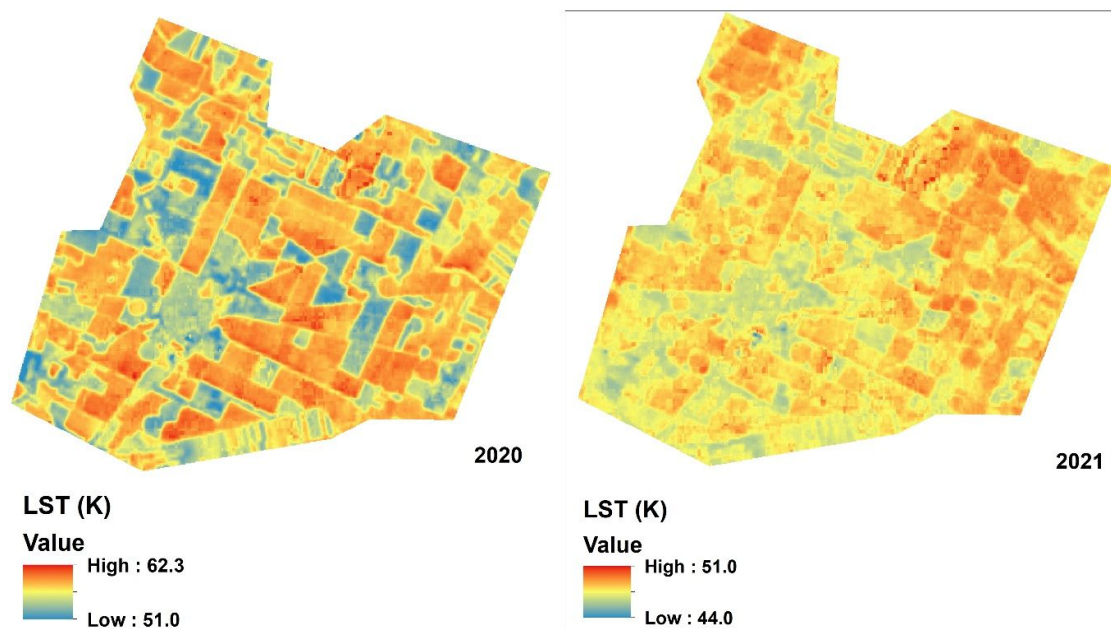 2020
LST (K)
Value
High : 62.3
Low : 51.0
2021
LST (K)
Value
High : 51.0
Low : 44.0